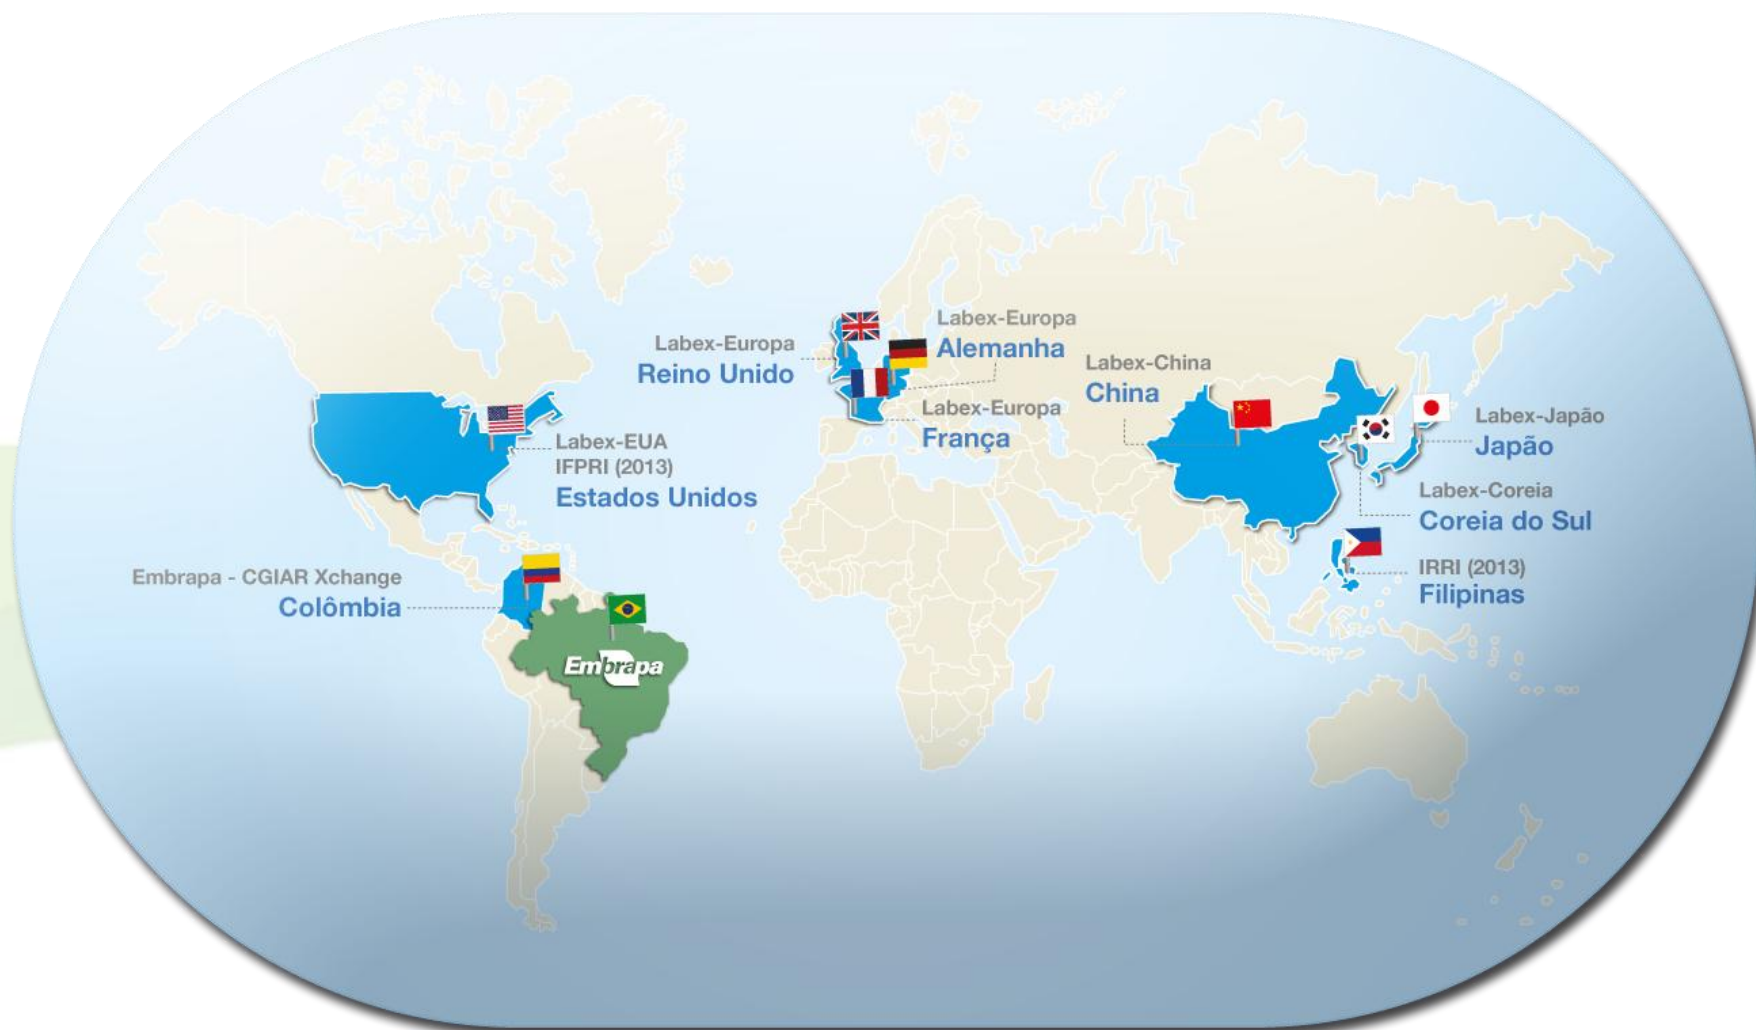 Labex-Europa
Reino Unido
Labex-Europa
Alemanha
Labex-Europa
França
Labex-China
China
Labex-Japão
Japão
Labex-Coreia
Coreia do Sul
IRRI (2013)
Filipinas
Labex-EUA
IFPRI (2013)
Estados Unidos
Embrapa - CGIAR Xchange
Colômbia
Embrapa